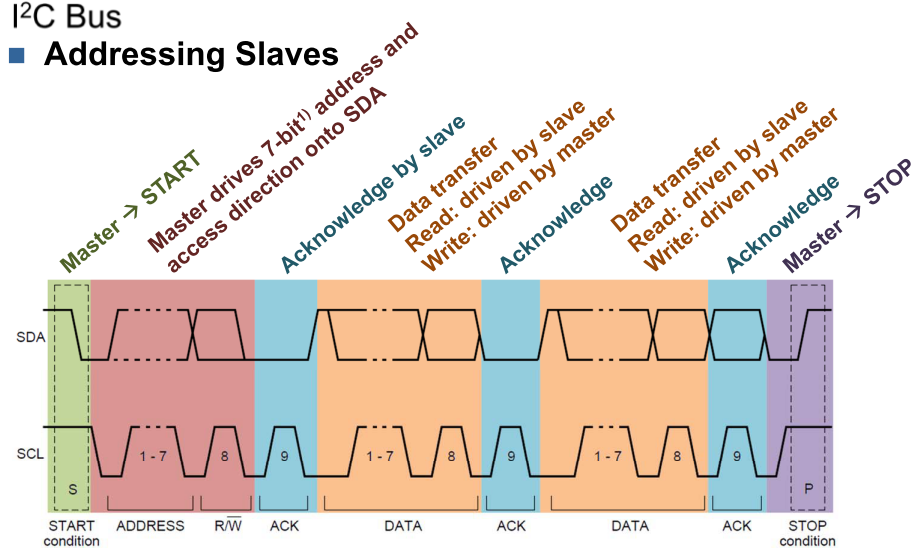 I²C Bus
■ Addressing Slaves
Master → START
Master drives 7-bit¹⁾ address and
access direction onto SDA
Acknowledge by slave
Data transfer
Read: driven by slave
Write: driven by master
Acknowledge
Data transfer
Read: driven by slave
Write: driven by master
Acknowledge
Master → STOP
SDA
SCL
1 - 7
8
9
1 - 7
8
9
1 - 7
8
9
S
P
START
condition
ADDRESS
R/W̅
ACK
DATA
ACK
DATA
ACK
STOP
condition